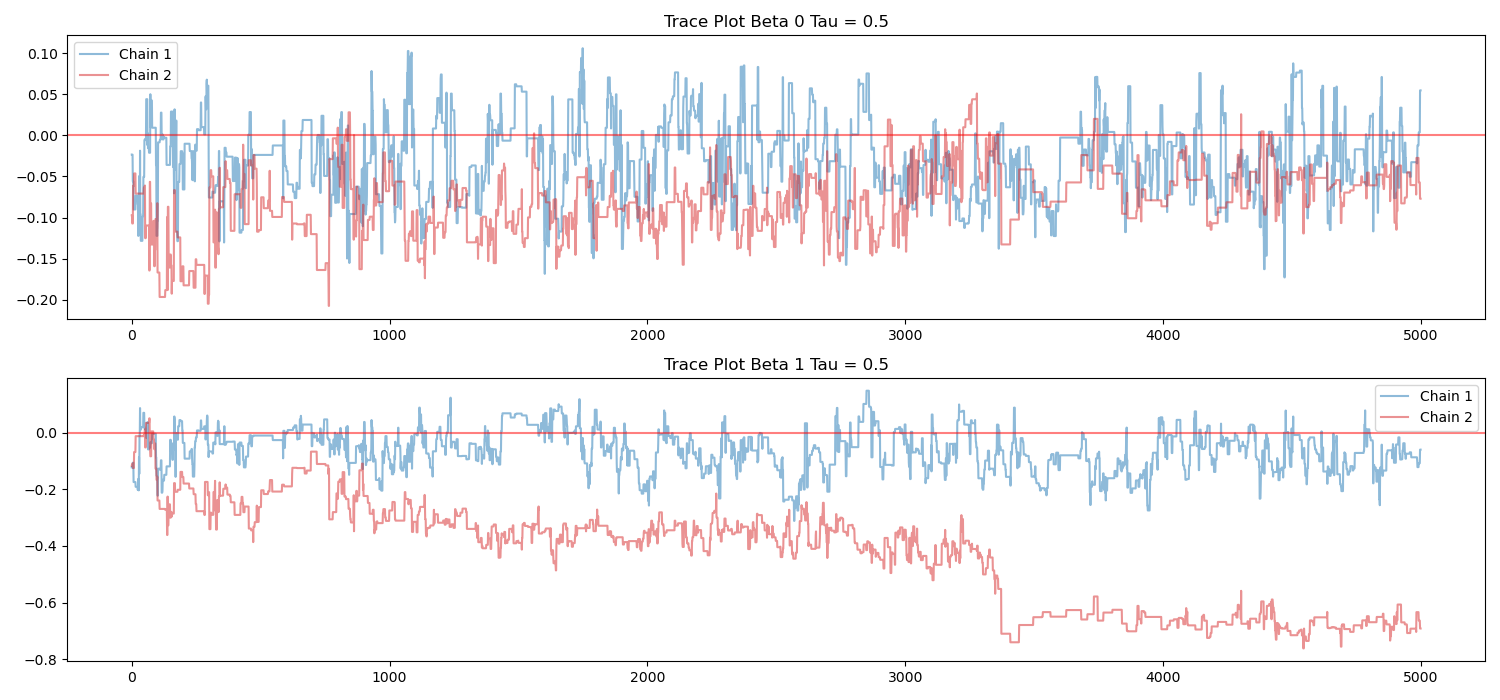 Trace Plot Beta 0 Tau = 0.5
Chain 1
Chain 2
0.10
0.05
0.00
−0.05
−0.10
−0.15
−0.20
0 1000 2000 3000 4000 5000
Trace Plot Beta 1 Tau = 0.5
Chain 1
Chain 2
0.0
−0.2
−0.4
−0.6
−0.8
0 1000 2000 3000 4000 5000